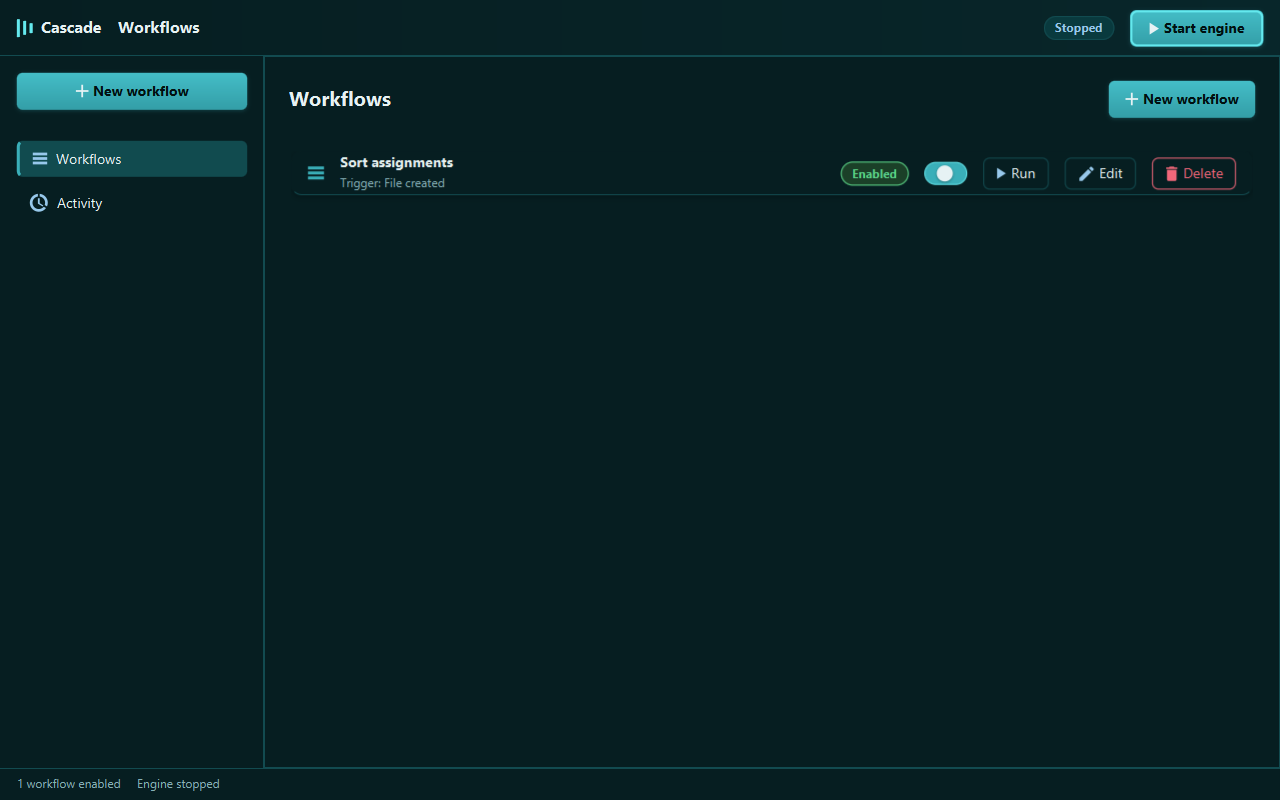 Cascade Workflows
Stopped
Start engine
New workflow
Workflows
Activity
Workflows
New workflow
Sort assignments
Trigger: File created
Enabled
Run
Edit
Delete
1 workflow enabled
Engine stopped